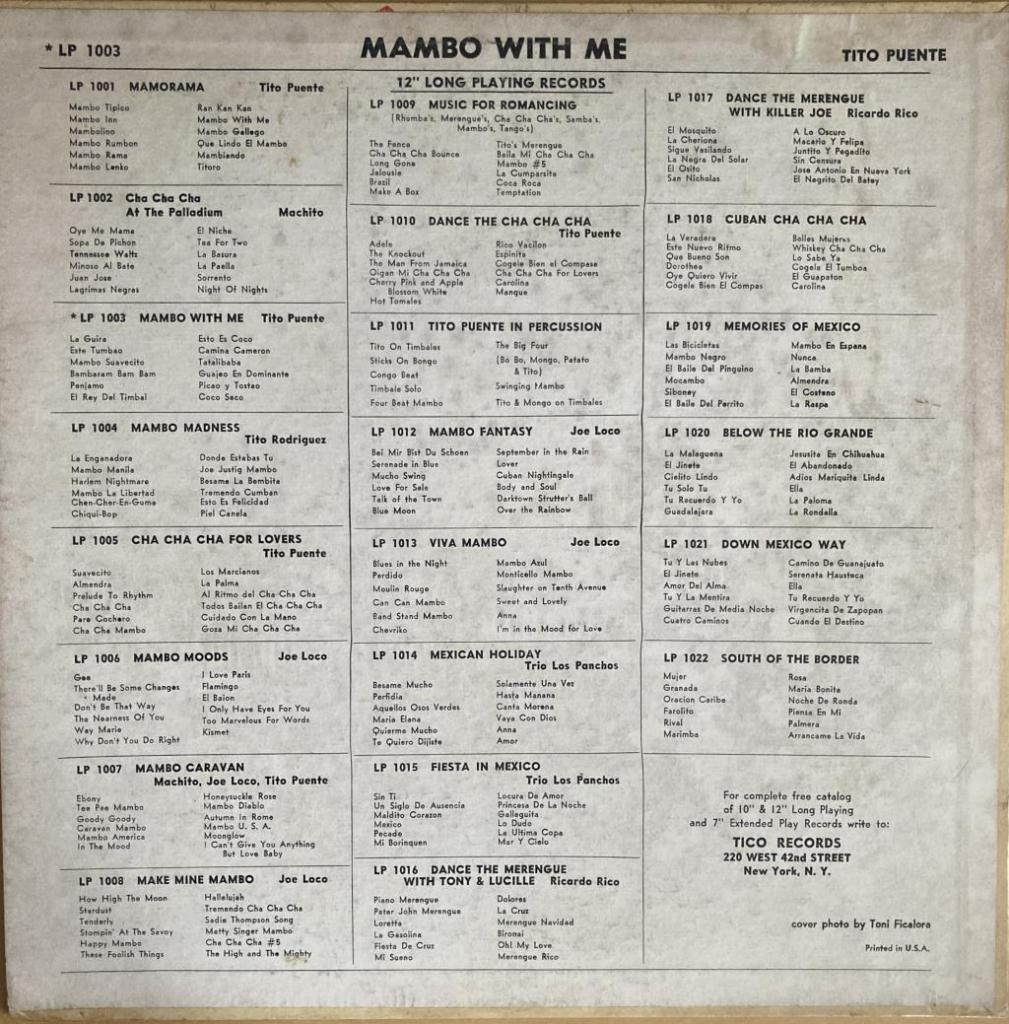 * LP 1003 MAMBO WITH ME TITO PUENTE
LP 1001 MAMORAMA Tito Puente
Mambo Tipico Ran Kan Kan
Mambo Inn Mambo With Me
Mambolino Mambo Gallego
Mambo Rumbon Que Lindo El Mambo
Mambo Rama Mambiando
Mambo Lenko Titoro
LP 1002 Cha Cha Cha
At The Palladium Machito
Oye Me Mama El Niche
Sopa De Pichon Tea For Two
Tennessee Waltz La Basura
Minoso Al Bate La Paella
Juan Jose Sorrento
Lagrimas Negras Night Of Nights
* LP 1003 MAMBO WITH ME Tito Puente
La Guira Esto Es Coco
Este Tumbao Camina Cameron
Mambo Suavecito Tatalibaba
Bambaram Bam Bam Guajeo En Dominante
Penjamo Picao y Tostao
El Rey Del Timbal Coco Seco
LP 1004 MAMBO MADNESS
Tito Rodriguez
La Enganadora Donde Estabas Tu
Mambo Manila Joe Justig Mambo
Harlem Nightmare Besame La Bembita
Mambo La Libertad Tremendo Cumban
Chen-Cher-En-Guma Esto Es Felicidad
Chiqui-Bop Piel Canela
LP 1005 CHA CHA CHA FOR LOVERS
Tito Puente
Suavecito Los Marcianos
Almendra La Palma
Prelude To Rhythm Al Ritmo del Cha Cha Cha
Cha Cha Cha Todos Bailan El Cha Cha Cha
Pare Cochero Cuidado Con La Mano
Cha Cha Mambo Goza Mi Cha Cha Cha
LP 1006 MAMBO MOODS Joe Loco
Gee I Love Paris
There'll Be Some Changes Flamingo
Made El Baion
Don't Be That Way I Only Have Eyes For You
The Nearness Of You Too Marvelous For Words
Way Marie Kismet
Why Don't You Do Right
LP 1007 MAMBO CARAVAN
Machito, Joe Loco, Tito Puente
Ebony Honeysuckle Rose
Tee Pee Mambo Mambo Diablo
Goody Goody Autumn In Rome
Caravan Mambo Mambo U. S. A.
Mambo America Moonglow
In The Mood I Can't Give You Anything
But Love Baby
LP 1008 MAKE MINE MAMBO Joe Loco
How High The Moon Hallelujah
Stardust Tremendo Cha Cha Cha
Tenderly Sadie Thompson Song
Stompin' At The Savoy Matty Singer Mambo
Happy Mambo Cha Cha Cha #5
These Foolish Things The High and The Mighty
12" LONG PLAYING RECORDS
LP 1009 MUSIC FOR ROMANCING
(Rhumba's, Merengue's, Cha Cha Cha's, Samba's,
Mambo's, Tango's)
The Fence Tito's Merengue
Cha Cha Cha Bounce Baila Mi Cha Cha Cha
Long Gone Mambo #5
Jalousie La Cumparsita
Brazil Coca Roca
Make A Box Temptation
LP 1010 DANCE THE CHA CHA CHA
Tito Puente
Adele Rico Vacilon
The Knockout Espinita
The Man From Jamaica Cogele Bien el Compase
Oigan Mi Cha Cha Cha Cha Cha Cha For Lovers
Cherry Pink and Apple Carolina
Blossom White Mangue
Hot Tamales
LP 1011 TITO PUENTE IN PERCUSSION
Tito On Timbales The Big Four
Sticks On Bongo (Bo Bo, Mongo, Patato
Congo Beat & Tito)
Timbale Solo Swinging Mambo
Four Beat Mambo Tito & Mongo on Timbales
LP 1012 MAMBO FANTASY Joe Loco
Bei Mir Bist Du Schoen September in the Rain
Serenade in Blue Lover
Mucho Swing Cuban Nightingale
Love For Sale Body and Soul
Talk of the Town Darktown Strutter's Ball
Blue Moon Over the Rainbow
LP 1013 VIVA MAMBO Joe Loco
Blues in the Night Mambo Azul
Perdido Monticello Mambo
Moulin Rouge Slaughter on Tenth Avenue
Can Can Mambo Sweet and Lovely
Band Stand Mambo Anna
Chevriko I'm in the Mood for Love
LP 1014 MEXICAN HOLIDAY
Trio Los Panchos
Besame Mucho Solamente Una Vez
Perfidia Hasta Manana
Aquellos Osos Verdes Canta Morena
Maria Elena Vaya Con Dios
Quierme Mucho Anna
Te Quiero Dijiste Amor
LP 1015 FIESTA IN MEXICO
Trio Los Panchos
Sin Ti Locura De Amor
Un Siglo De Ausencia Princesa De La Noche
Maldito Corazon Galleguita
Mexico Lo Dudo
Pecado La Ultima Copa
Mi Borinquen Mar Y Cielo
LP 1016 DANCE THE MERENGUE
WITH TONY & LUCILLE Ricardo Rico
Piano Merengue Dolores
Peter John Merengue La Cruz
Loretta Merengue Navidad
La Gasolina Bironai
Fiesta De Cruz Oh! My Love
Mi Sueno Merengue Rico
LP 1017 DANCE THE MERENGUE
WITH KILLER JOE Ricardo Rico
El Mosquito A Lo Oscuro
La Cheriona Macario Y Felipa
Sigue Vasilando Juntito Y Pegadito
La Negra Del Solar Sin Censura
El Osito Jose Antonio En Nueva York
San Nicholas El Negrito Del Batey
LP 1018 CUBAN CHA CHA CHA
La Veradera Belles Mujeres
Este Nuevo Ritmo Whiskey Cha Cha Cha
Que Bueno Son Lo Sabe Ya
Dorothea Cogele El Tumboa
Oye Quiero Vivir El Guapaton
Cogele Bien El Compas Carolina
LP 1019 MEMORIES OF MEXICO
Las Bicicletas Mambo En Espana
Mambo Negro Nunca
El Baile Del Pinguino La Bamba
Mocambo Almendra
Siboney El Costeno
El Baile Del Perrito La Raspa
LP 1020 BELOW THE RIO GRANDE
La Malaguena Jesusita En Chihuahua
El Jinete El Abandonado
Cielito Lindo Adios Mariquita Linda
Tu Solo Tu Ella
Tu Recuerdo Y Yo La Paloma
Guadalajara La Rondalla
LP 1021 DOWN MEXICO WAY
Tu Y Las Nubes Camino De Guanajuato
El Jinete Serenata Hausteca
Amor Del Alma Ella
Tu Y La Mentira Tu Recuerdo Y Yo
Guitarras De Media Noche Virgencita De Zapopan
Cuatro Caminos Cuando El Destino
LP 1022 SOUTH OF THE BORDER
Mujer Rosa
Granada Maria Bonita
Oracion Caribe Noche De Ronda
Farolito Piensa En Mi
Rival Palmera
Marimba Arrancame La Vida
For complete free catalog
of 10" & 12" Long Playing
and 7" Extended Play Records write to:
TICO RECORDS
220 WEST 42nd STREET
New York, N. Y.
cover photo by Toni Ficalora
Printed in U.S.A.